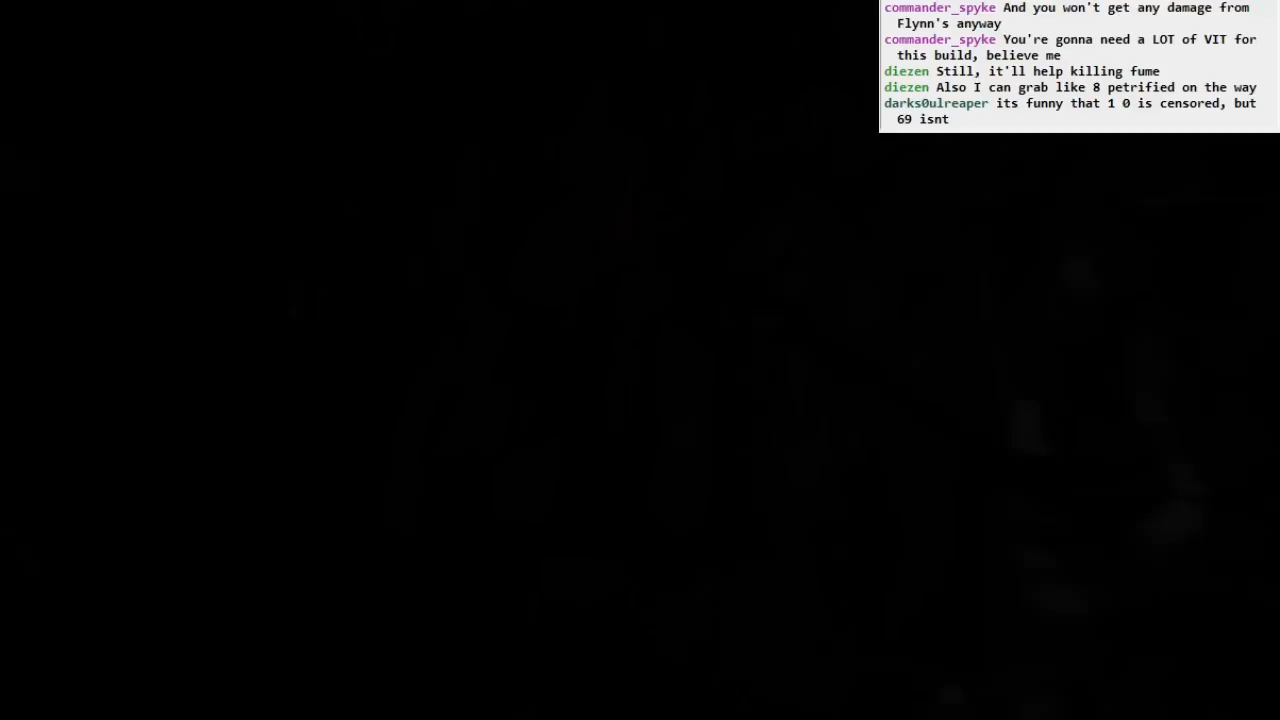 commander_spyke And you won't get any damage from
Flynn's anyway
commander_spyke You're gonna need a LOT of VIT for
this build, believe me
diezen Still, it'll help killing fume
diezen Also I can grab like 8 petrified on the way
darks0ulreaper its funny that 1 0 is censored, but
69 isnt